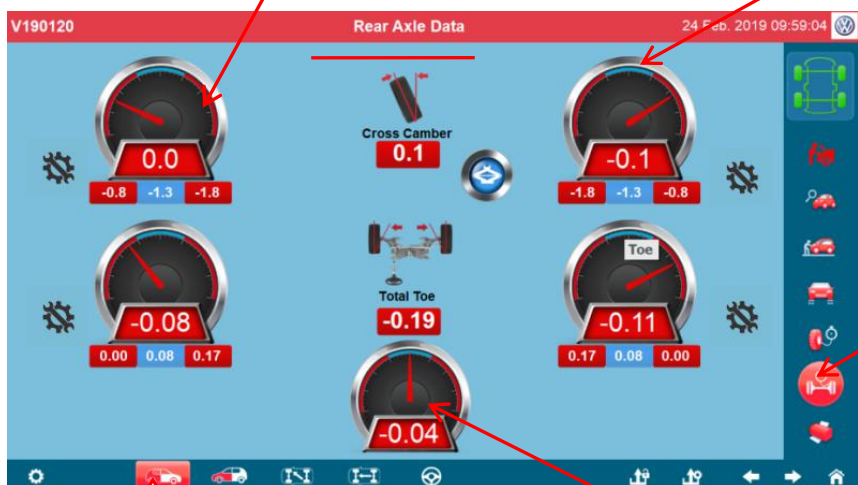 V190120
Rear Axle Data
24 Feb. 2019 09:59:04
Cross Camber
0.1
0.0
-0.8 -1.3 -1.8
-0.1
-1.8 -1.3 -0.8
Toe
Total Toe
-0.19
-0.08
0.00 0.08 0.17
-0.11
0.17 0.08 0.00
-0.04